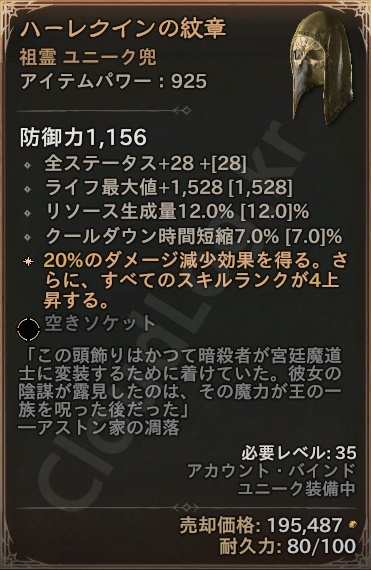 ハーレクインの紋章
祖霊 ユニーク兜
アイテムパワー：925
防御力1,156
全ステータス+28 +[28]
ライフ最大値+1,528 [1,528]
リソース生成量12.0% [12.0]%
クールダウン時間短縮7.0% [7.0]%
20%のダメージ減少効果を得る。さ
らに、すべてのスキルランクが4上
昇する。
空きソケット
「この頭飾りはかつて暗殺者が宮廷魔道
士に変装するために着けていた。彼女の
陰謀が露見したのは、その魔力が王の一
族を呪った後だった」
―アストン家の凋落
必要レベル: 35
アカウント・バインド
ユニーク装備中
売却価格: 195,487
耐久力: 80/100